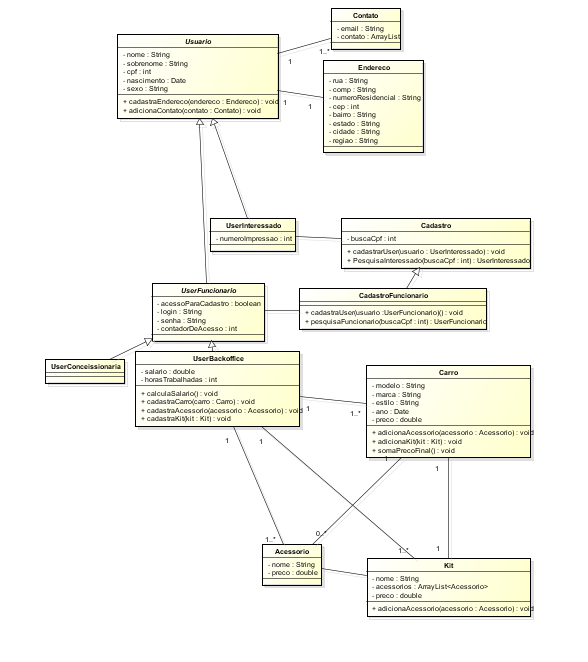 Contato
- email : String
- contato : ArrayList
1..*
1
Usuario
- nome : String
- sobrenome : String
- cpf : int
- nascimento : Date
- sexo : String
+ cadastraEndereco(endereco : Endereco) : void
+ adicionaContato(contato : Contato) : void
1
1
Endereco
- rua : String
- comp : String
- numeroResidencial : String
- cep : int
- bairro : String
- estado : String
- cidade : String
- regiao : String
UserInteressado
- numeroImpressao : int
Cadastro
- buscaCpf : int
+ cadastrarUser(usuario : UserInteressado) : void
+ PesquisaInteressado(buscaCpf : int) : UserInteressado
UserFuncionario
- acessoParaCadastro : boolean
- login : String
- senha : String
- contadorDeAcesso : int
CadastroFuncionario
+ cadastraUser(usuario :UserFuncionario)() : void
+ pesquisaFuncionario(buscaCpf : int) : UserFuncionario
UserConceissionaria
UserBackoffice
- salario : double
- horasTrabalhadas : int
+ calculaSalario() : void
+ cadastraCarro(carro : Carro) : void
+ cadastraAcessorio(acessorio : Acessorio) : void
+ cadastraKit(kit : Kit) : void
1
1..*
Carro
- modelo : String
- marca : String
- estilo : String
- ano : Date
- preco : double
+ adicionaAcessorio(acessorio : Acessorio) : void
+ adicionaKit(kit : Kit) : void
+ somaPrecoFinal() : void
1
1
1
1
0..*
1..*
1..*
1
Acessorio
- nome : String
- preco : double
Kit
- nome : String
- acessorios : ArrayList<Acessorio>
- preco : double
+ adicionaAcessorio(acessorio : Acessorio) : void